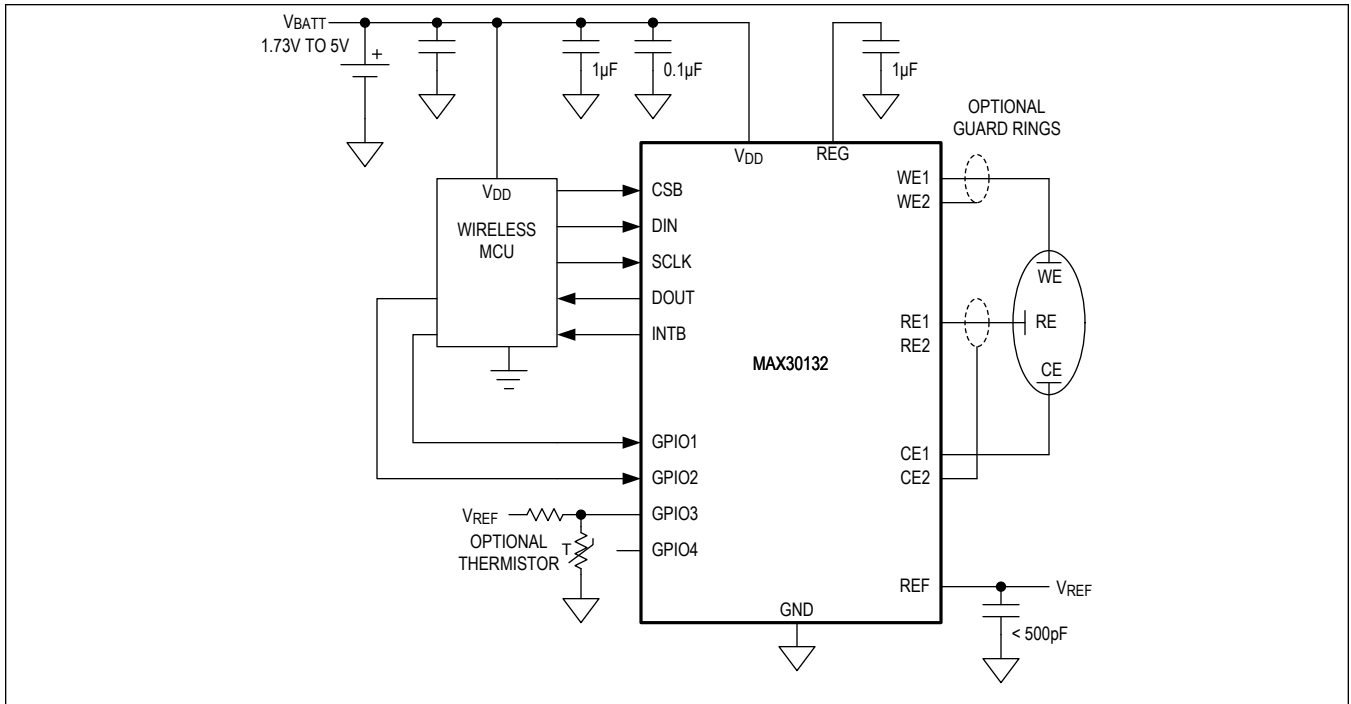 VBATT
1.73V TO 5V
+
1µF
0.1µF
1µF
OPTIONAL
GUARD RINGS
VDD
REG
VDD
WIRELESS
MCU
CSB
DIN
SCLK
DOUT
INTB
GPIO1
GPIO2
GPIO3
GPIO4
MAX30132
WE1
WE2
RE1
RE2
CE1
CE2
WE
RE
CE
VREF
OPTIONAL
THERMISTOR
T
REF
VREF
< 500pF
GND